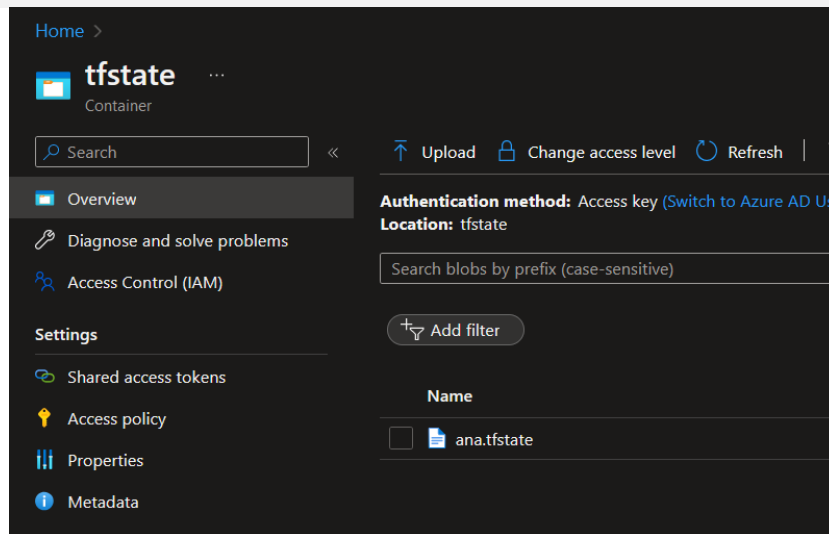 Home >
tfstate ...
Container
Search «
Overview
Diagnose and solve problems
Access Control (IAM)
Settings
Shared access tokens
Access policy
Properties
Metadata
Upload Change access level Refresh
Authentication method: Access key (Switch to Azure AD Us
Location: tfstate
Search blobs by prefix (case-sensitive)
Add filter
Name
ana.tfstate